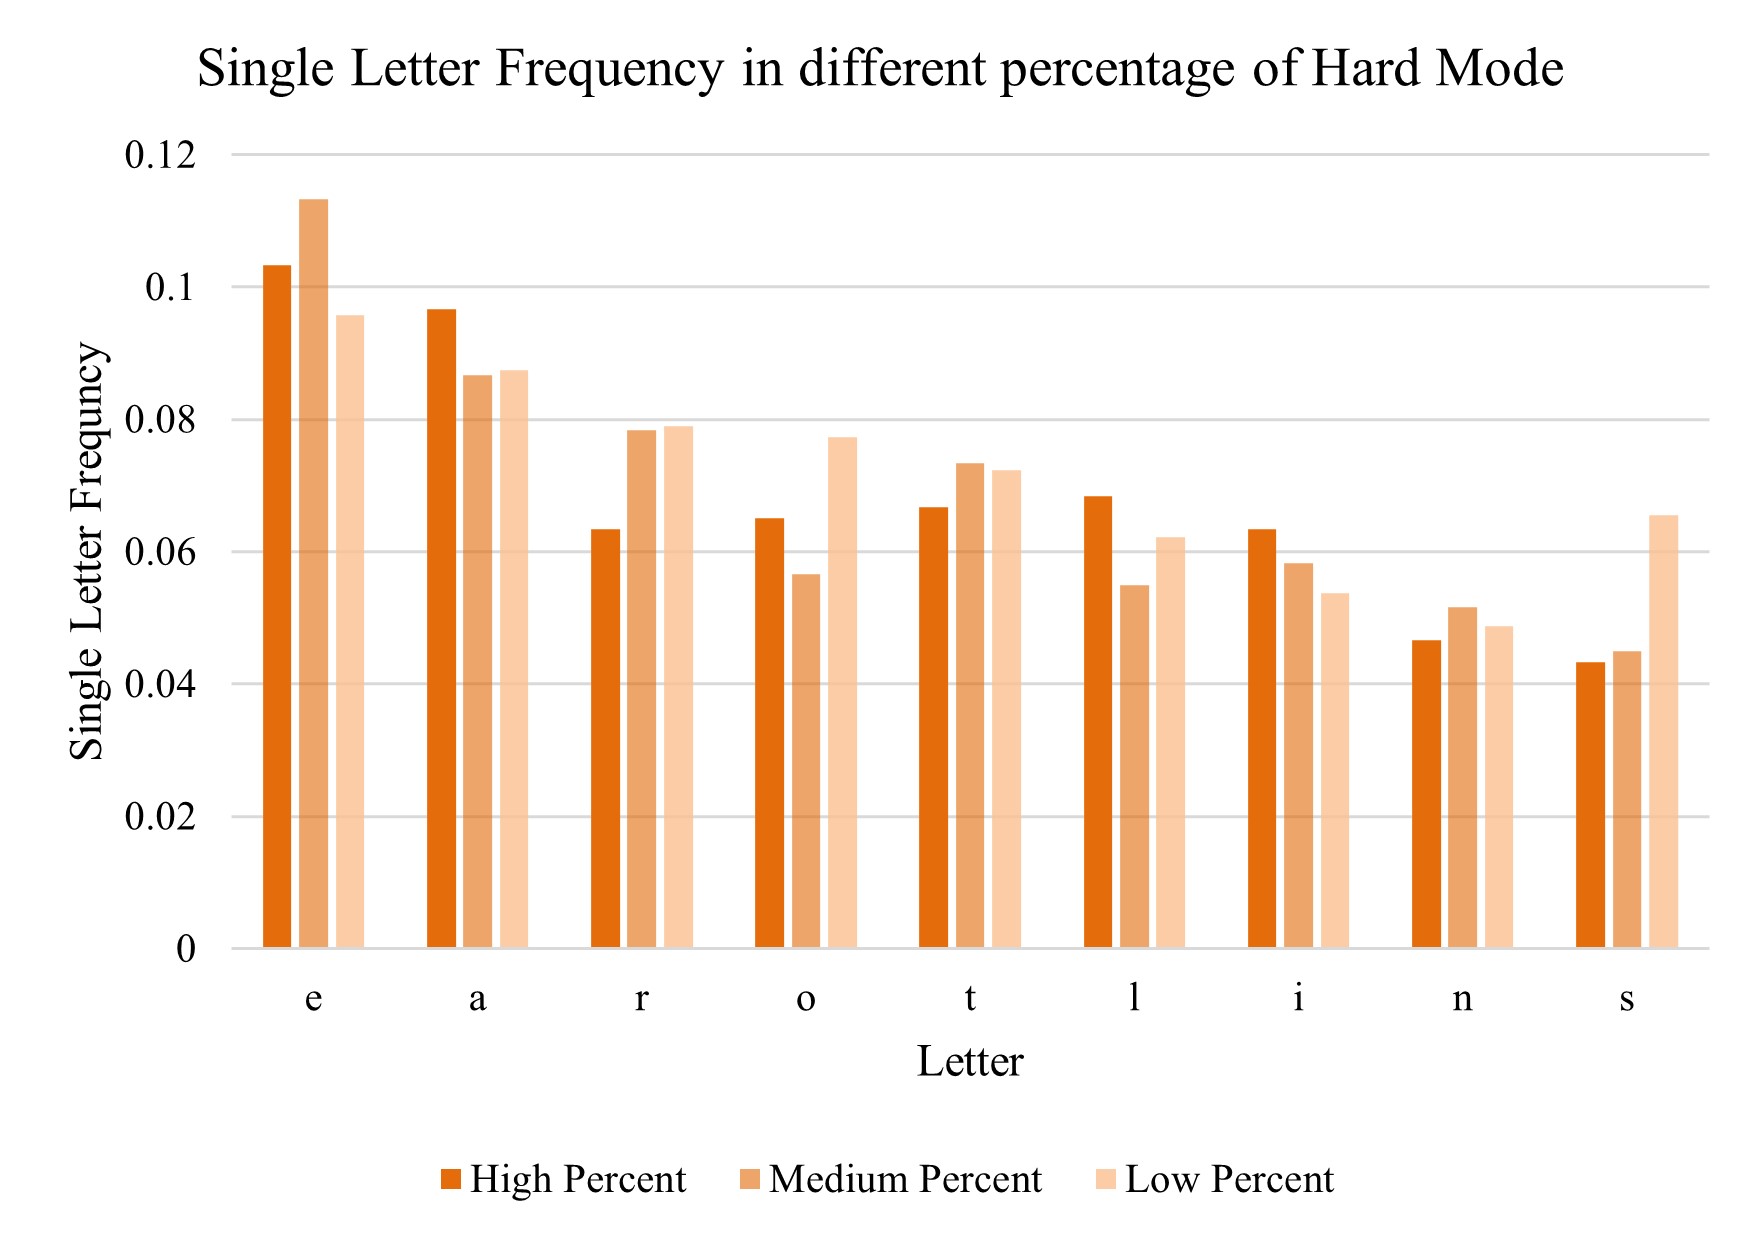 Single Letter Frequency in different percentage of Hard Mode
0.12
0.1
0.08
0.06
0.04
0.02
0
Single Letter Frequncy
e a r o t l i n s
Letter
High Percent Medium Percent Low Percent